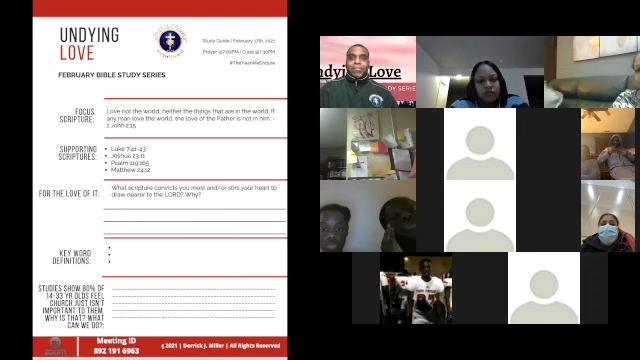 UNDYING
LOVE
Study Guide | February 17th, 2021
Prayer @7:00PM | Class @7:30PM
#TheYearWeEndure
FEBRUARY BIBLE STUDY SERIES
FOCUS
SCRIPTURE:
Love not the world, neither the things that are in the world. If
any man love the world, the love of the Father is not in him. -
1 John 2:15
SUPPORTING
SCRIPTURES:
• Luke 7:41-43
• Joshua 23:11
• Psalm 119:165
• Matthew 24:12
FOR THE LOVE OF IT:
What scripture convicts you most and/or stirs your heart to
draw nearer to the LORD? Why?
KEY WORD
DEFINITIONS:
STUDIES SHOW 80% OF
14-33 YR OLDS FEEL
CHURCH JUST ISN'T
IMPORTANT TO THEM.
WHY IS THAT? WHAT
CAN WE DO?:
zoom
Meeting ID
892 191 6963
© 2021 | Derrick J. Miller | All Rights Reserved
ndying Love
STUDY SERIES